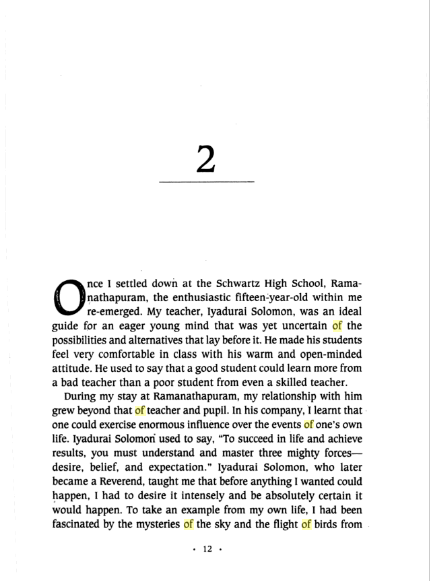 2
Once I settled down at the Schwartz High School, Rama-
nathapuram, the enthusiastic fifteen-year-old within me
re-emerged. My teacher, Iyadurai Solomon, was an ideal
guide for an eager young mind that was yet uncertain of the
possibilities and alternatives that lay before it. He made his students
feel very comfortable in class with his warm and open-minded
attitude. He used to say that a good student could learn more from
a bad teacher than a poor student from even a skilled teacher.
During my stay at Ramanathapuram, my relationship with him
grew beyond that of teacher and pupil. In his company, I learnt that
one could exercise enormous influence over the events of one's own
life. Iyadurai Solomon used to say, "To succeed in life and achieve
results, you must understand and master three mighty forces—
desire, belief, and expectation." Iyadurai Solomon, who later
became a Reverend, taught me that before anything I wanted could
happen, I had to desire it intensely and be absolutely certain it
would happen. To take an example from my own life, I had been
fascinated by the mysteries of the sky and the flight of birds from
• 12 •